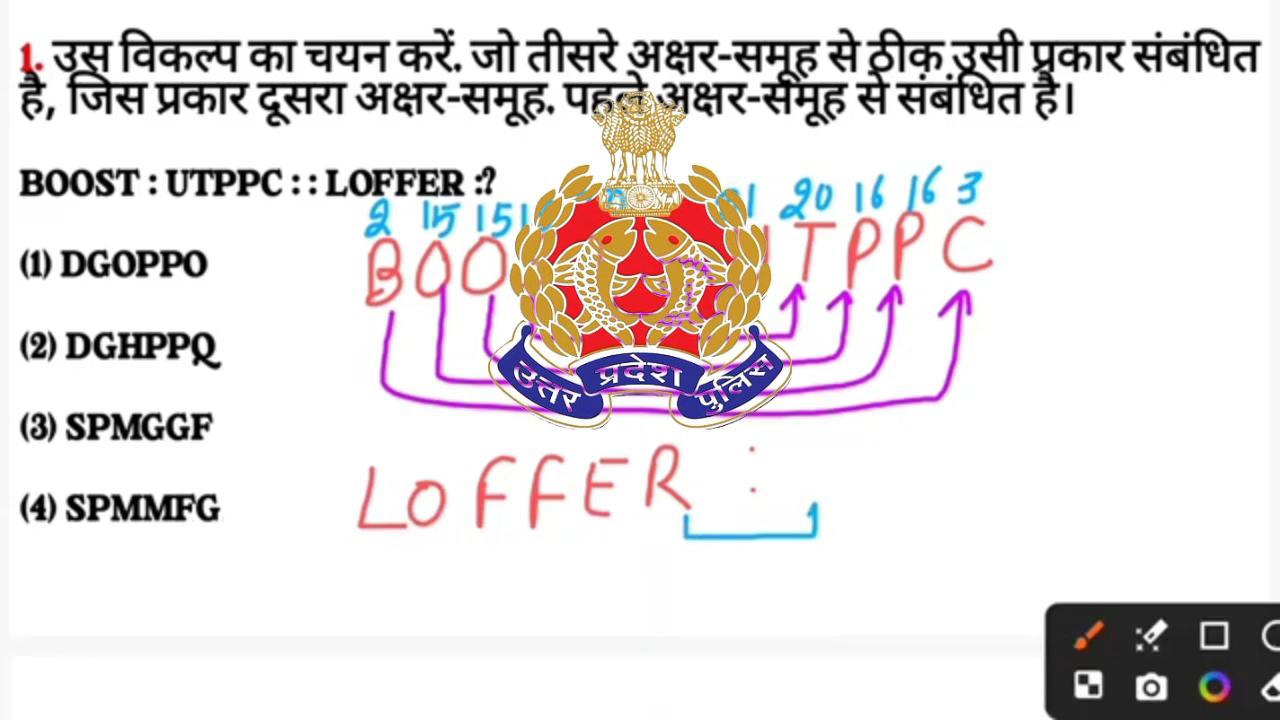 1. उस विकल्प का चयन करें. जो तीसरे अक्षर-समूह से ठीक उसी प्रकार संबंधित
है, जिस प्रकार दूसरा अक्षर-समूह. पहले अक्षर-समूह से संबंधित है।
BOOST : UTPPC : : LOFFER :?
2 15 15 20 16 16 3
(1) DGOPPO
B O O T P P C
(2) DGHPPQ
उत्तर प्रदेश पुलिस
(3) SPMGGF
LOFFER :
(4) SPMMFG